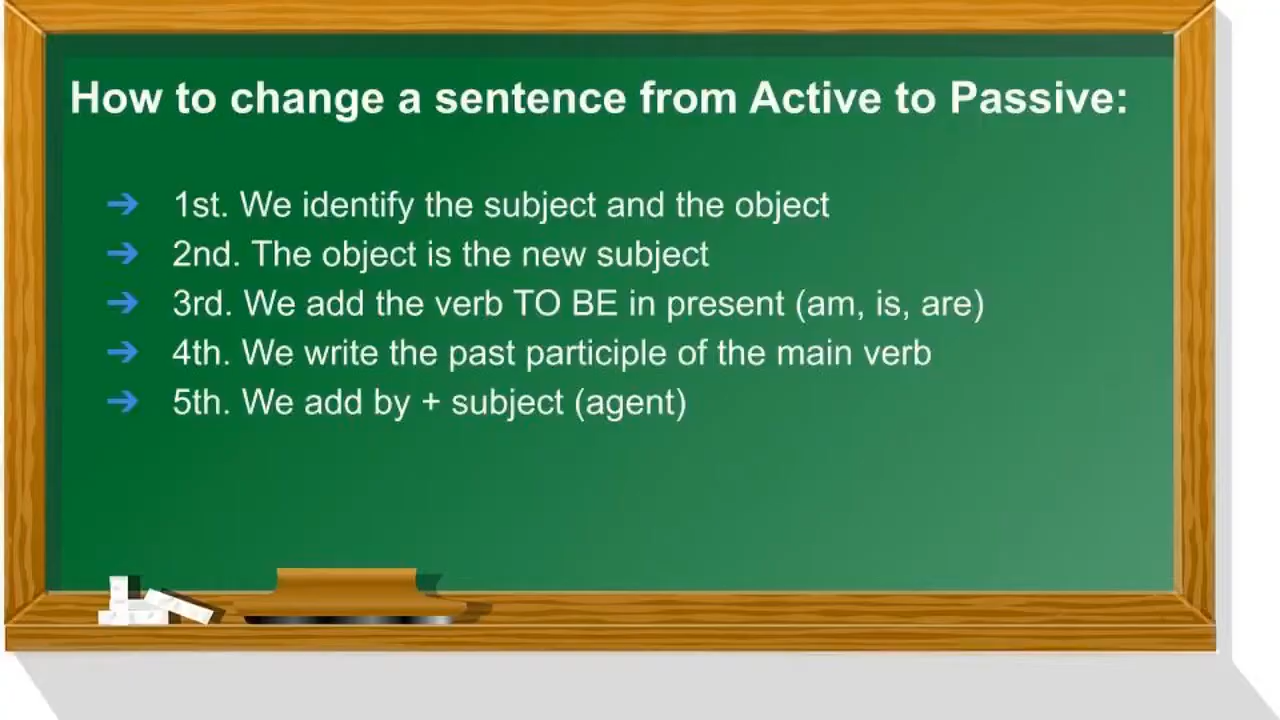 How to change a sentence from Active to Passive:
➔ 1st. We identify the subject and the object
➔ 2nd. The object is the new subject
➔ 3rd. We add the verb TO BE in present (am, is, are)
➔ 4th. We write the past participle of the main verb
➔ 5th. We add by + subject (agent)